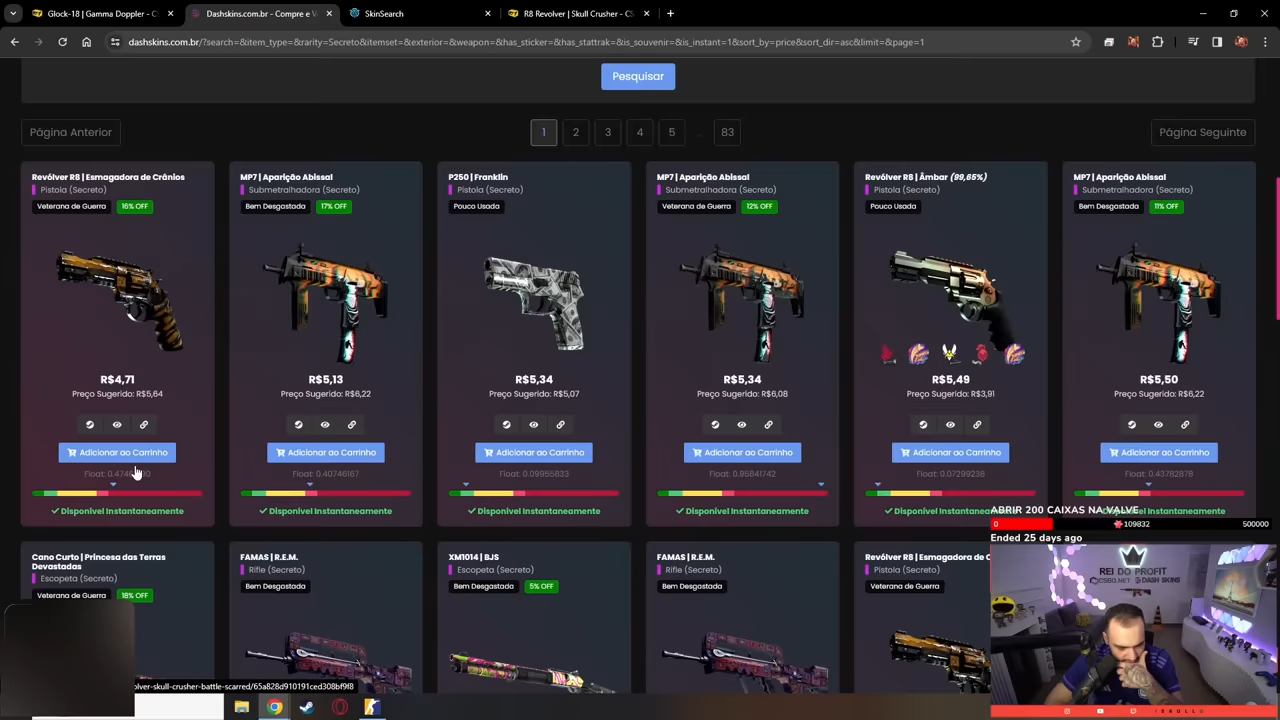 Glock-18 | Gamma Doppler - C
Dashskins.com.br - Compre e V
SkinSearch
R8 Revolver | Skull Crusher - CS
dashskins.com.br/?search=&item_type=&rarity=Secreto&itemset=&exterior=&weapon=&has_sticker=&has_stattrak=&is_souvenir=&is_instant=1&sort_by=price&sort_dir=asc&limit=&page=1
Pesquisar
Página Anterior
1 2 3 4 5 ... 83
Página Seguinte
Revólver R8 | Esmagadora de Crânios
Pistola (Secreto)
Veterana de Guerra 16% OFF
R$4,71
Preço Sugerido: R$5,64
Adicionar ao Carrinho
Disponível Instantaneamente
MP7 | Aparição Abissal
Submetralhadora (Secreto)
Bem Desgastada 17% OFF
R$5,13
Preço Sugerido: R$6,22
Adicionar ao Carrinho
Float: 0.40746167
Disponível Instantaneamente
P250 | Franklin
Pistola (Secreto)
Pouco Usada
R$5,34
Preço Sugerido: R$5,07
Adicionar ao Carrinho
Float: 0.09955833
Disponível Instantaneamente
MP7 | Aparição Abissal
Submetralhadora (Secreto)
Veterana de Guerra 12% OFF
R$5,34
Preço Sugerido: R$6,08
Adicionar ao Carrinho
Float: 0.95841742
Disponível Instantaneamente
Revólver R8 | Âmbar (99,65%)
Pistola (Secreto)
Pouco Usada
R$5,49
Preço Sugerido: R$3,91
Adicionar ao Carrinho
Float: 0.07299238
Disponível Instantaneamente
MP7 | Aparição Abissal
Submetralhadora (Secreto)
Bem Desgastada 11% OFF
R$5,50
Preço Sugerido: R$6,22
Adicionar ao Carrinho
Float: 0.43782878
Disponível Instantaneamente
ABRIR 200 CAIXAS NA VALVE
0 109832 500000
Ended 25 days ago
Cano Curto | Princesa das Terras
Devastadas
Escopeta (Secreto)
Veterana de Guerra 18% OFF
FAMAS | R.E.M.
Rifle (Secreto)
Bem Desgastada
XM1014 | BJS
Escopeta (Secreto)
Bem Desgastada 5% OFF
FAMAS | R.E.M.
Rifle (Secreto)
Bem Desgastada
Revólver R8 | Esmagadora de C
Pistola (Secreto)
Veterana de Guerra
REI DO PROFIT
CSGO.NET DASH SKINS
olver-skull-crusher-battle-scarred/65a828d910191ced308bf9f8